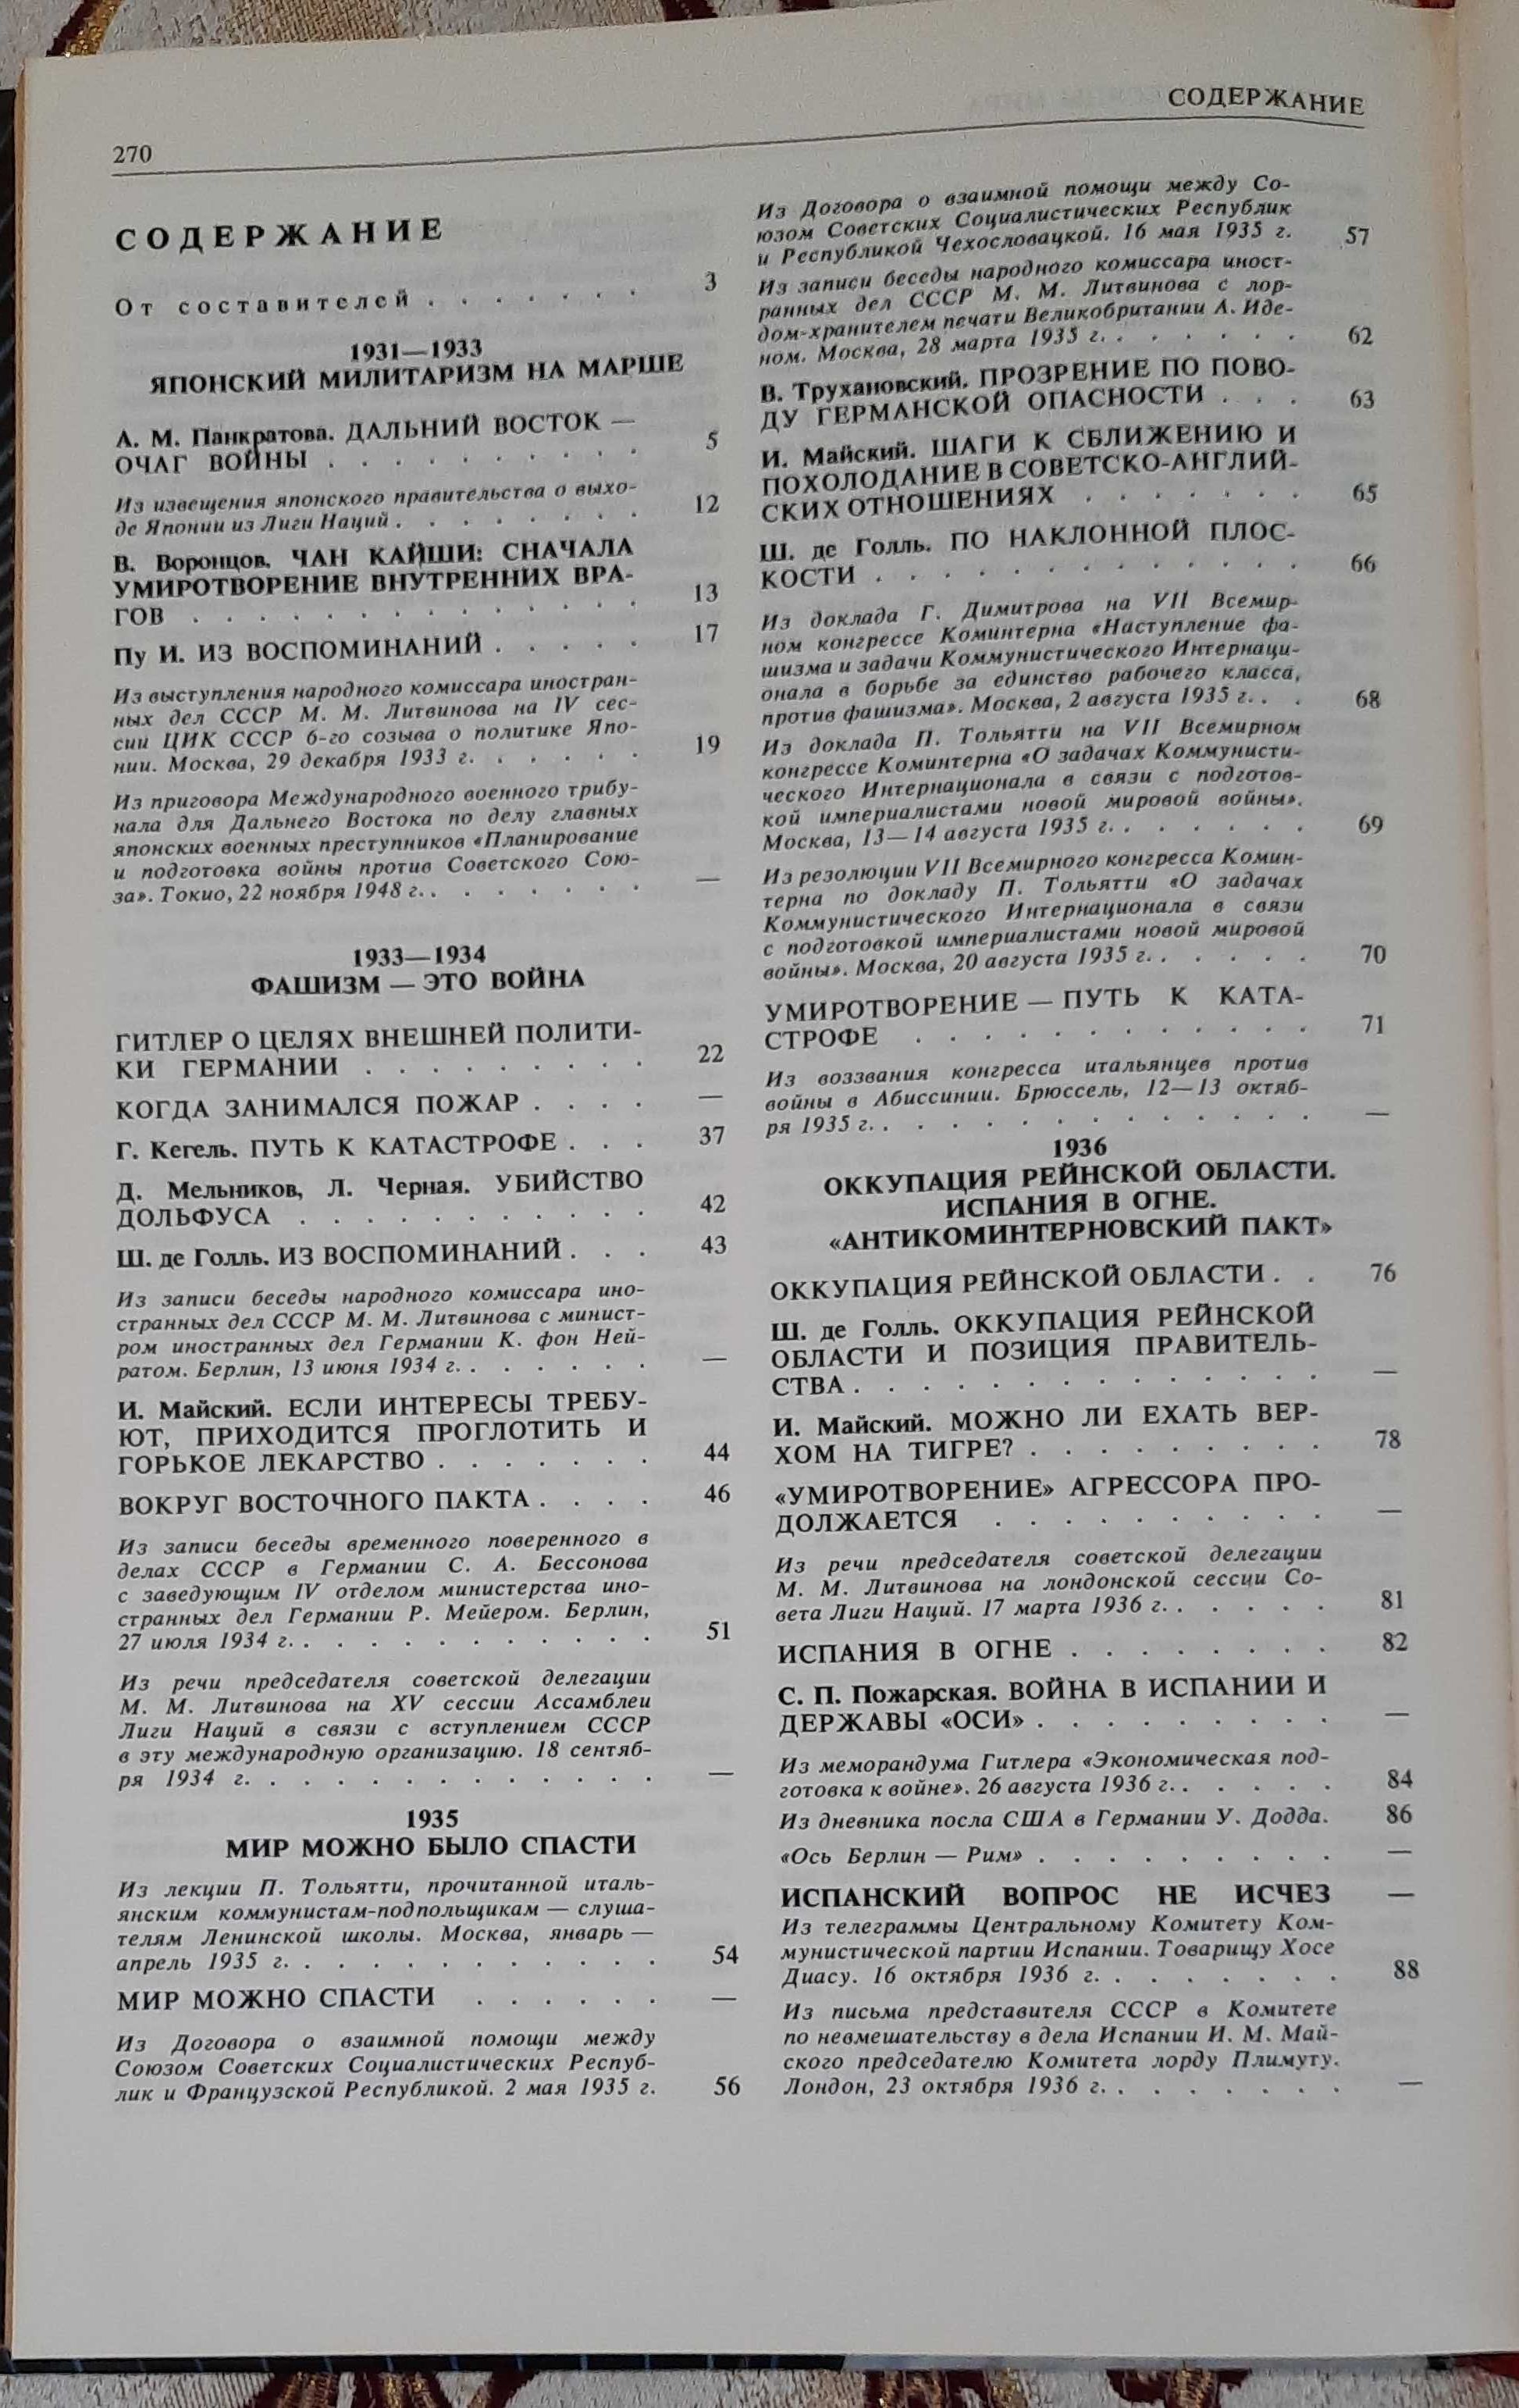 СОДЕРЖАНИЕ
270
СОДЕРЖАНИЕ
От составителей . . . . . . . 3
1931—1933
ЯПОНСКИЙ МИЛИТАРИЗМ НА МАРШЕ
А. М. Панкратова. ДАЛЬНИЙ ВОСТОК —
ОЧАГ ВОЙНЫ . . . . . . . . . . 5
Из извещения японского правительства о выхо-
де Японии из Лиги Наций . . . . . . . 12
В. Воронцов. ЧАН КАЙШИ: СНАЧАЛА
УМИРОТВОРЕНИЕ ВНУТРЕННИХ ВРА-
ГОВ . . . . . . . . . . . . 13
Пу И. ИЗ ВОСПОМИНАНИЙ . . . . . 17
Из выступления народного комиссара иностран-
ных дел СССР М. М. Литвинова на IV сес-
сии ЦИК СССР 6-го созыва о политике Япо-
нии. Москва, 29 декабря 1933 г. . . . . . 19
Из приговора Международного военного трибу-
нала для Дальнего Востока по делу главных
японских военных преступников «Планирование
и подготовка войны против Советского Сою-
за». Токио, 22 ноября 1948 г. . . . . . . —
1933—1934
ФАШИЗМ — ЭТО ВОЙНА
ГИТЛЕР О ЦЕЛЯХ ВНЕШНЕЙ ПОЛИТИ-
КИ ГЕРМАНИИ . . . . . . . . . 22
КОГДА ЗАНИМАЛСЯ ПОЖАР . . . . —
Г. Кегель. ПУТЬ К КАТАСТРОФЕ . . . 37
Д. Мельников, Л. Черная. УБИЙСТВО
ДОЛЬФУСА . . . . . . . . . . . 42
Ш. де Голль. ИЗ ВОСПОМИНАНИЙ . . . 43
Из записи беседы народного комиссара ино-
странных дел СССР М. М. Литвинова с минист-
ром иностранных дел Германии К. фон Ней-
ратом. Берлин, 13 июня 1934 г. . . . . . . —
И. Майский. ЕСЛИ ИНТЕРЕСЫ ТРЕБУ-
ЮТ, ПРИХОДИТСЯ ПРОГЛОТИТЬ И
ГОРЬКОЕ ЛЕКАРСТВО . . . . . . . 44
ВОКРУГ ВОСТОЧНОГО ПАКТА . . . . 46
Из записи беседы временного поверенного в
делах СССР в Германии С. А. Бессонова
с заведующим IV отделом министерства ино-
странных дел Германии Р. Мейером. Берлин,
27 июля 1934 г. . . . . . . . . . . . 51
Из речи председателя советской делегации
М. М. Литвинова на XV сессии Ассамблеи
Лиги Наций в связи с вступлением СССР
в эту международную организацию. 18 сентяб-
ря 1934 г. . . . . . . . . . . . . —
1935
МИР МОЖНО БЫЛО СПАСТИ
Из лекции П. Тольятти, прочитанной италь-
янским коммунистам-подпольщикам — слуша-
телям Ленинской школы. Москва, январь —
апрель 1935 г. . . . . . . . . . . . 54
МИР МОЖНО СПАСТИ . . . . . . —
Из Договора о взаимной помощи между
Союзом Советских Социалистических Респуб-
лик и Французской Республикой. 2 мая 1935 г. 56
Из Договора о взаимной помощи между Со-
юзом Советских Социалистических Республик
и Республикой Чехословацкой. 16 мая 1935 г. 57
Из записи беседы народного комиссара иност-
ранных дел СССР М. М. Литвинова с лор-
дом-хранителем печати Великобритании А. Иде-
ном. Москва, 28 марта 1935 г. . . . . . . 62
В. Трухановский. ПРОЗРЕНИЕ ПО ПОВО-
ДУ ГЕРМАНСКОЙ ОПАСНОСТИ . . . 63
И. Майский. ШАГИ К СБЛИЖЕНИЮ И
ПОХОЛОДАНИЕ В СОВЕТСКО-АНГЛИЙ-
СКИХ ОТНОШЕНИЯХ . . . . . . . 65
Ш. де Голль. ПО НАКЛОННОЙ ПЛОС-
КОСТИ . . . . . . . . . . . . . 66
Из доклада Г. Димитрова на VII Всемир-
ном конгрессе Коминтерна «Наступление фа-
шизма и задачи Коммунистического Интернаци-
онала в борьбе за единство рабочего класса,
против фашизма». Москва, 2 августа 1935 г. . . 68
Из доклада П. Тольятти на VII Всемирном
конгрессе Коминтерна «О задачах Коммунисти-
ческого Интернационала в связи с подготов-
кой империалистами новой мировой войны».
Москва, 13—14 августа 1935 г. . . . . . . 69
Из резолюции VII Всемирного конгресса Комин-
терна по докладу П. Тольятти «О задачах
Коммунистического Интернационала в связи
с подготовкой империалистами новой мировой
войны». Москва, 20 августа 1935 г. . . . . . 70
УМИРОТВОРЕНИЕ — ПУТЬ К КАТА-
СТРОФЕ . . . . . . . . . . . . 71
Из воззвания конгресса итальянцев против
войны в Абиссинии. Брюссель, 12—13 октяб-
ря 1935 г. . . . . . . . . . . . . —
1936
ОККУПАЦИЯ РЕЙНСКОЙ ОБЛАСТИ.
ИСПАНИЯ В ОГНЕ.
«АНТИКОМИНТЕРНОВСКИЙ ПАКТ»
ОККУПАЦИЯ РЕЙНСКОЙ ОБЛАСТИ . . 76
Ш. де Голль. ОККУПАЦИЯ РЕЙНСКОЙ
ОБЛАСТИ И ПОЗИЦИЯ ПРАВИТЕЛЬ-
СТВА . . . . . . . . . . . . . —
И. Майский. МОЖНО ЛИ ЕХАТЬ ВЕР-
ХОМ НА ТИГРЕ? . . . . . . . . . 78
«УМИРОТВОРЕНИЕ» АГРЕССОРА ПРО-
ДОЛЖАЕТСЯ . . . . . . . . . . —
Из речи председателя советской делегации
М. М. Литвинова на лондонской сессии Со-
вета Лиги Наций. 17 марта 1936 г. . . . . . 81
ИСПАНИЯ В ОГНЕ . . . . . . . . 82
С. П. Пожарская. ВОЙНА В ИСПАНИИ И
ДЕРЖАВЫ «ОСИ» . . . . . . . . . —
Из меморандума Гитлера «Экономическая под-
готовка к войне». 26 августа 1936 г. . . . . . 84
Из дневника посла США в Германии У. Додда. 86
«Ось Берлин — Рим» . . . . . . . . . —
ИСПАНСКИЙ ВОПРОС НЕ ИСЧЕЗ —
Из телеграммы Центральному Комитету Ком-
мунистической партии Испании. Товарищу Хосе
Диасу. 16 октября 1936 г. . . . . . . . 88
Из письма представителя СССР в Комитете
по невмешательству в дела Испании И. М. Май-
ского председателю Комитета лорду Плимуту.
Лондон, 23 октября 1936 г. . . . . . . . —